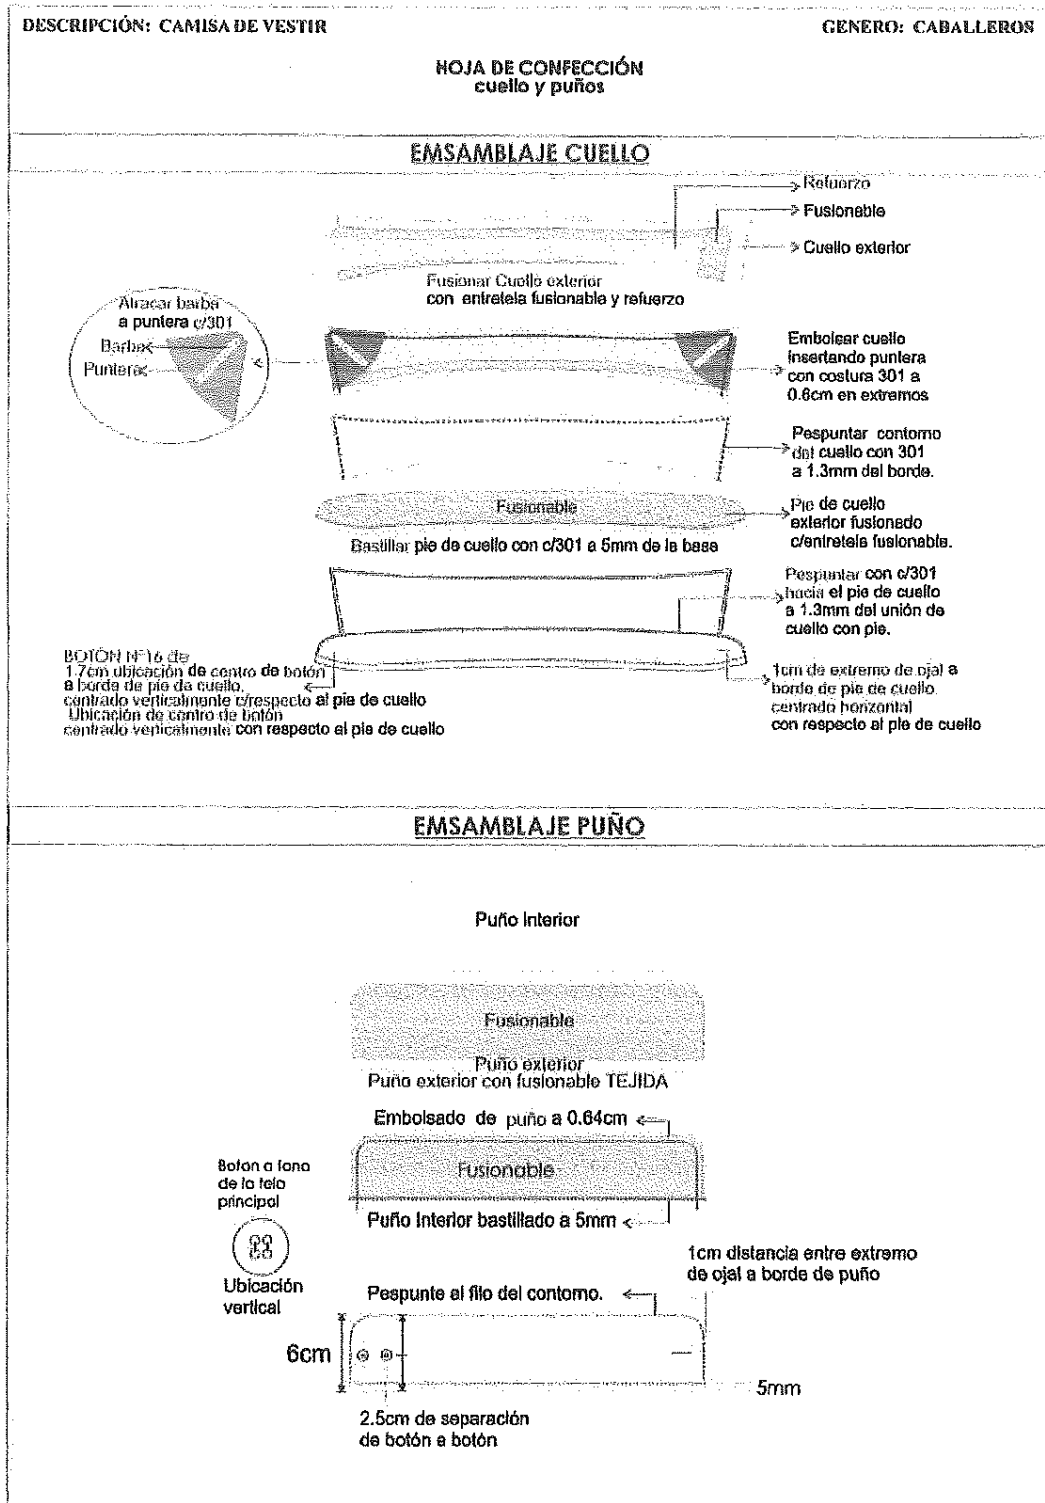 DESCRIPCIÓN: CAMISA DE VESTIR
GENERO: CABALLEROS
HOJA DE CONFECCIÓN
cuello y puños
EMSAMBLAJE CUELLO
Refuerzo
Fusionable
Cuello exterior
Fusionar Cuello exterior
con entretela fusionable y refuerzo
Atracar barba
a puntera c/301
Barba
Puntera
Embolsar cuello
insertando puntera
con costura 301 a
0.6cm en extremos
Pespuntar contorno
del cuello con 301
a 1.3mm del borde.
Fusionable
Pie de cuello
exterior fusionado
c/entretela fusionable.
Bastillar pie de cuello con c/301 a 5mm de la base
Pespuntar con c/301
hacia el pie de cuello
a 1.3mm del unión de
cuello con pie.
BOTÓN N°16 de
1.7cm ubicación de centro de botón
a borde de pie da cuello.
centrado verticalmente c/respecto al pie de cuello
Ubicación de centro de botón
centrado verticalmente con respecto al pie de cuello
1cm de extremo de ojal a
borde de pie de cuello.
centrado horizontal
con respecto al pie de cuello
EMSAMBLAJE PUÑO
Puño Interior
Fusionable
Puño exterior
Puño exterior con fusionable TEJIDA
Embolsado de puño a 0.64cm
Fusionable
Boton a tono
de la tela
principal
Puño Interior bastillado a 5mm
Ubicación
vertical
1cm distancia entre extremo
de ojal a borde de puño
Pespunte al filo del contorno.
6cm
5mm
2.5cm de separación
de botón a botón